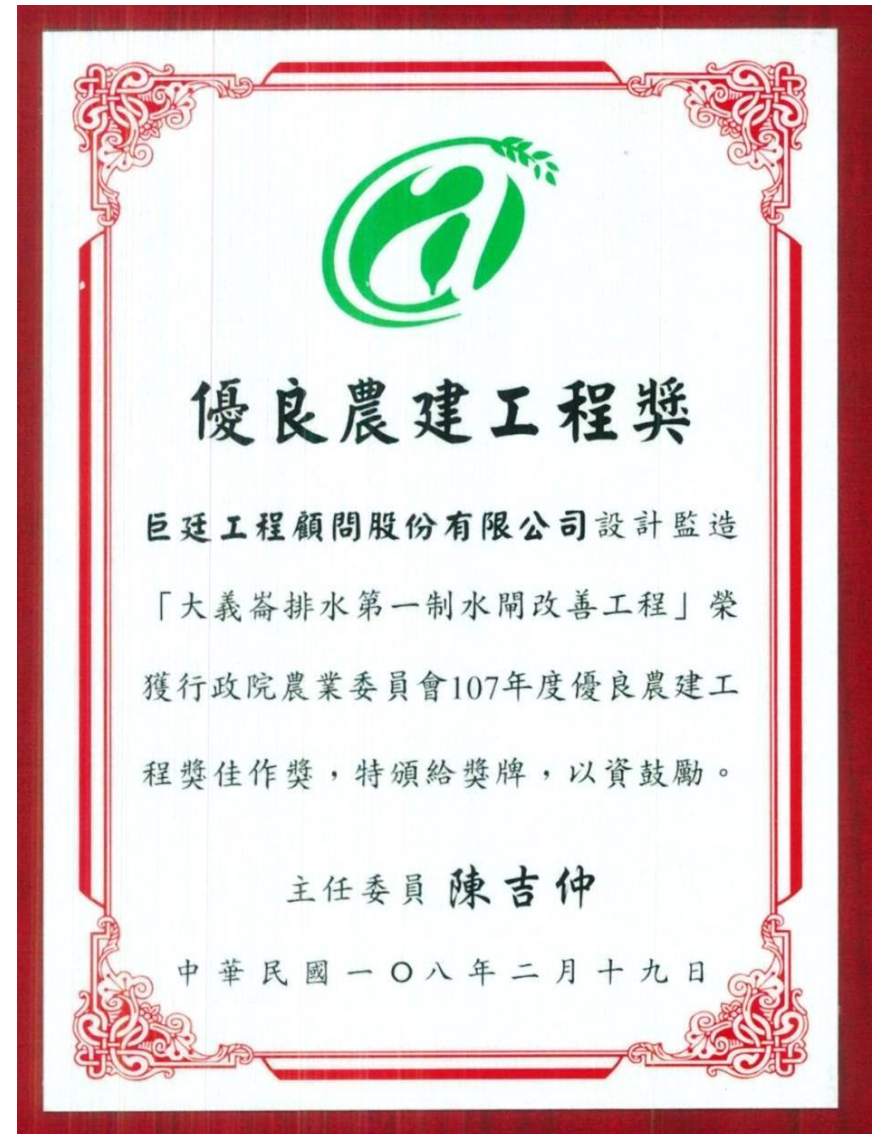 優良農建工程獎
巨廷工程顧問股份有限公司設計監造
「大義崙排水第一制水閘改善工程」榮
獲行政院農業委員會107年度優良農建工
程獎佳作獎，特頒給獎牌，以資鼓勵。
主任委員 陳吉仲
中華民國一〇八年二月十九日